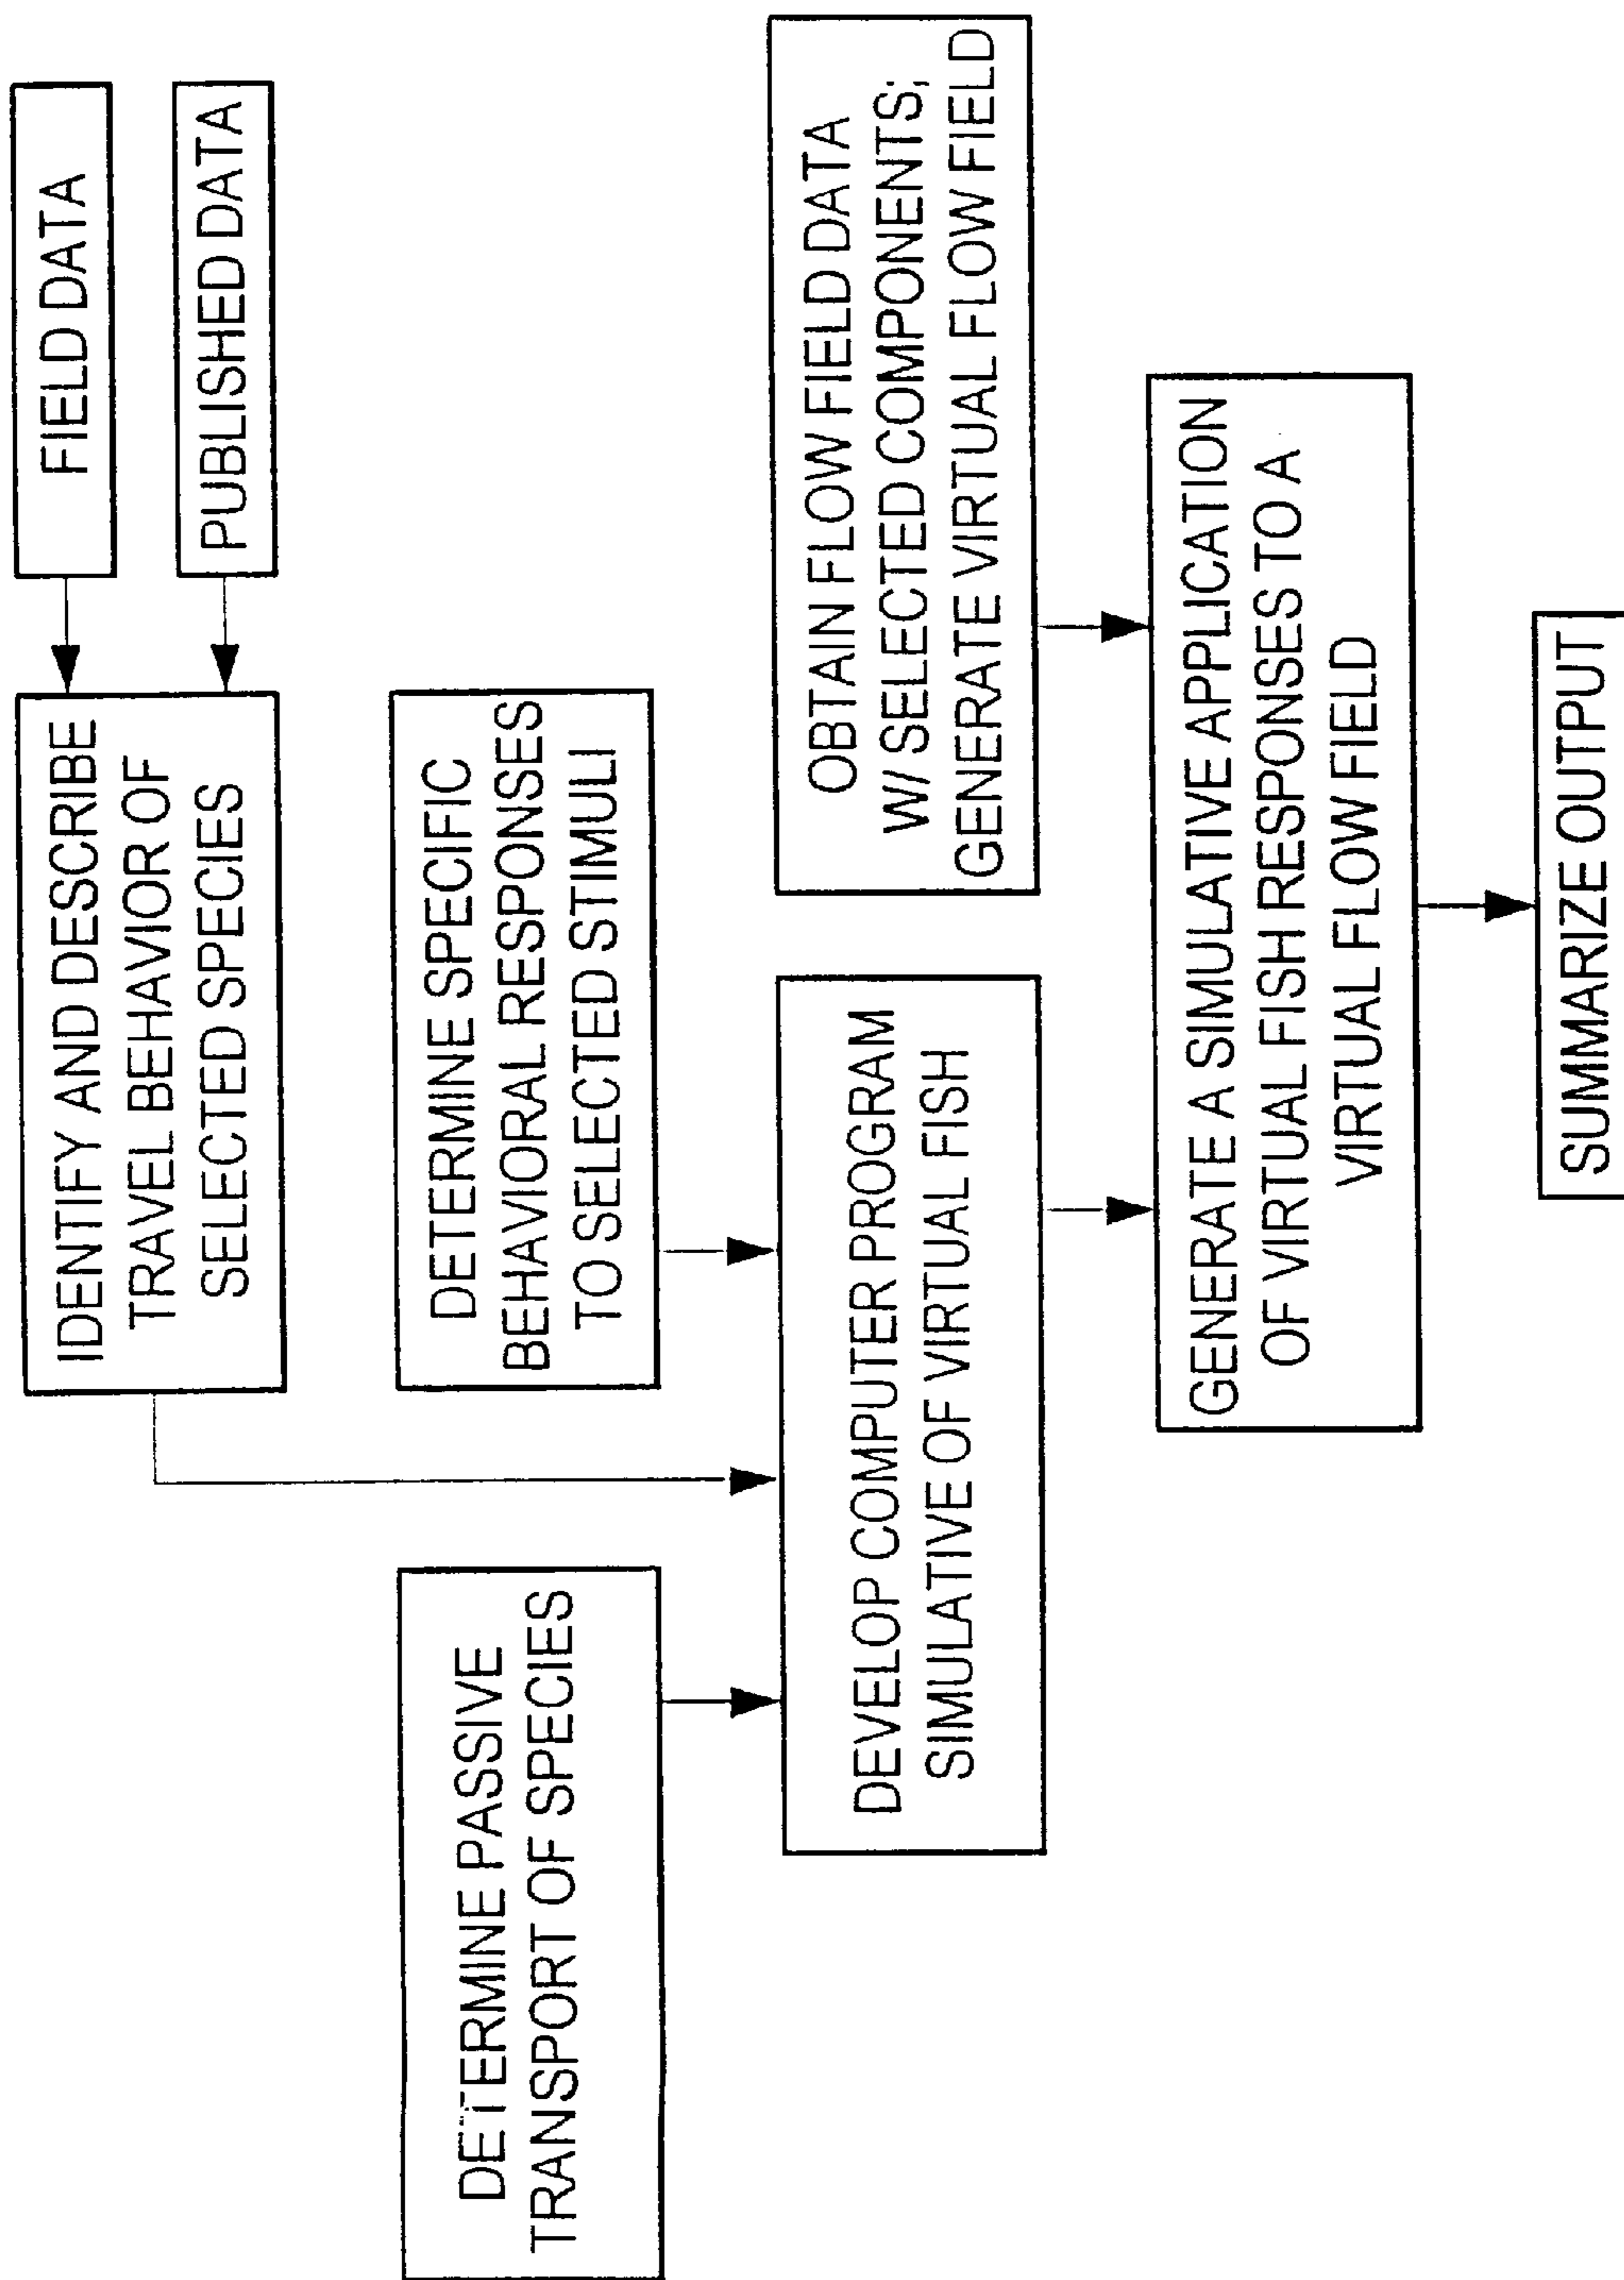 IDENTIFY AND DESCRIBE
TRAVEL BEHAVIOR OF
SELECTED SPECIES
FIELD DATA
PUBLISHED DATA
DETERMINE PASSIVE
TRANSPORT OF SPECIES
DETERMINE SPECIFIC
BEHAVIORAL RESPONSES
TO SELECTED STIMULI
DEVELOP COMPUTER PROGRAM
SIMULATIVE OF VIRTUAL FISH
OBTAIN FLOW FIELD DATA
W/ SELECTED COMPONENTS;
GENERATE VIRTUAL FLOW FIELD
GENERATE A SIMULATIVE APPLICATION
OF VIRTUAL FISH RESPONSES TO A
VIRTUAL FLOW FIELD
SUMMARIZE OUTPUT